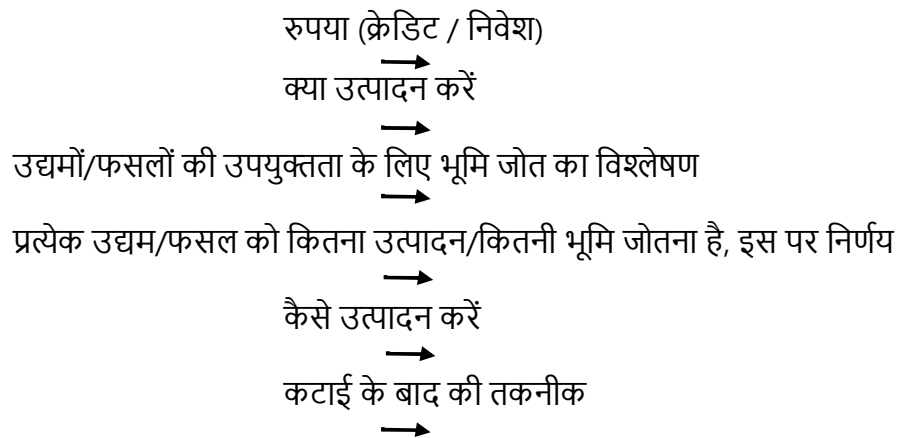 रुपया (क्रेडिट / निवेश)
क्या उत्पादन करें
उद्यमों/फसलों की उपयुक्तता के लिए भूमि जोत का विश्लेषण
प्रत्येक उद्यम/फसल को कितना उत्पादन/कितनी भूमि जोतना है, इस पर निर्णय
कैसे उत्पादन करें
कटाई के बाद की तकनीक